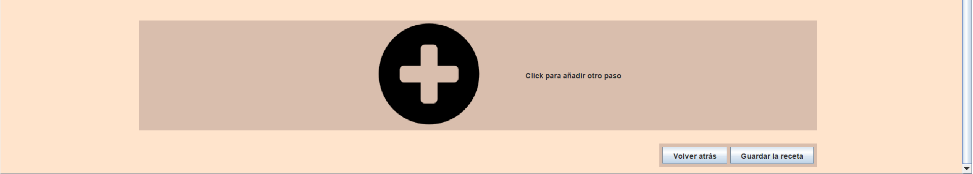 Click para añadir otro paso
Volver atrás
Guardar la receta